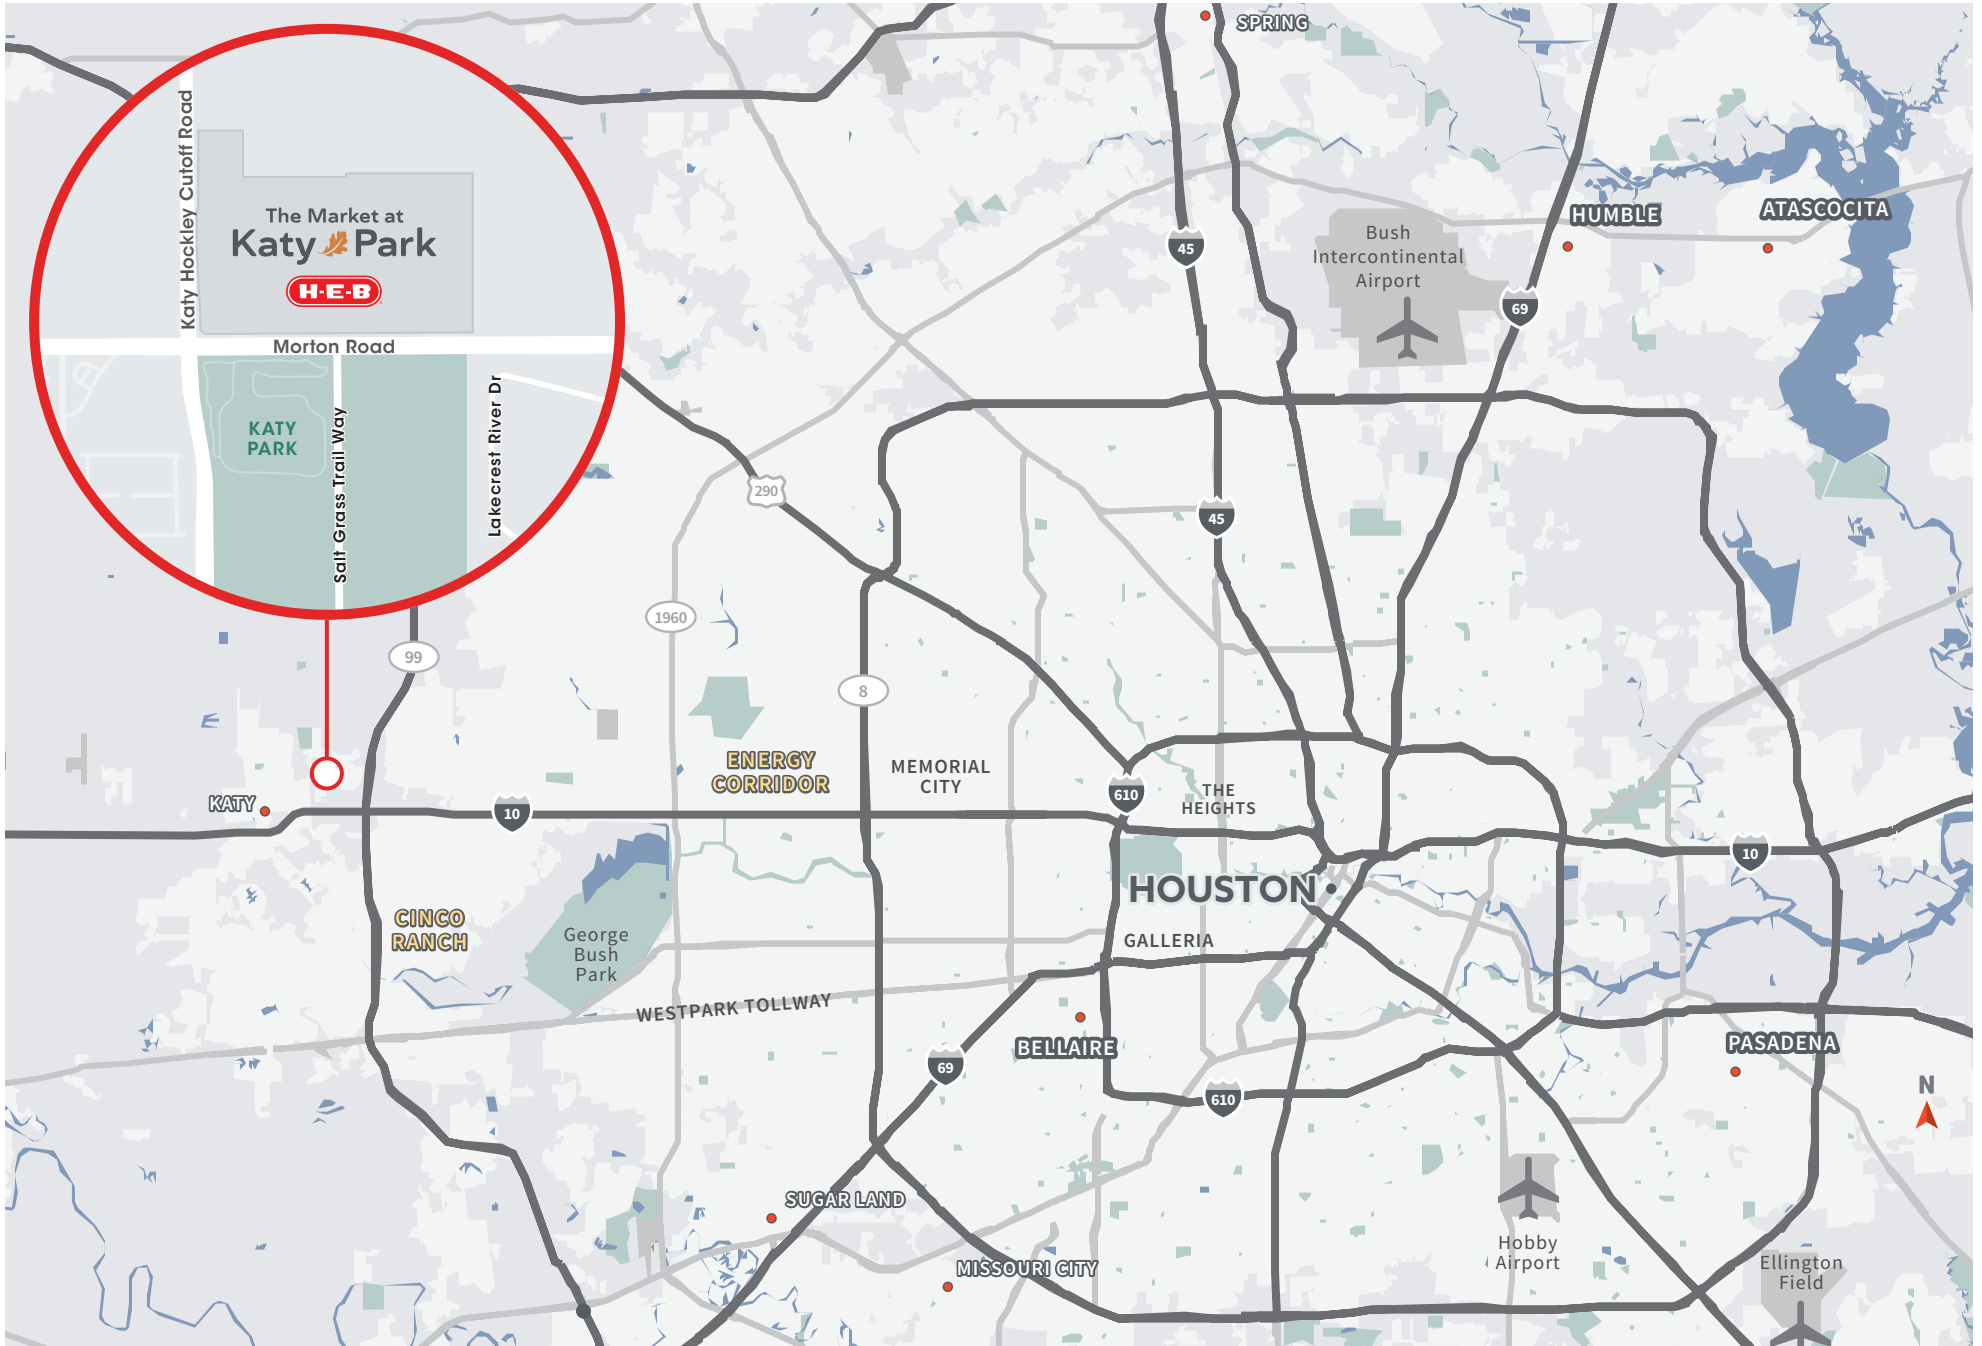 SPRING
Katy Hockley Cutoff Road
The Market at
Katy Park
H-E-B
Morton Road
KATY
PARK
Salt Grass Trail Way
Lakecrest River Dr
HUMBLE
ATASCOCITA
Bush
Intercontinental
Airport
45
69
290
45
1960
99
8
ENERGY
CORRIDOR
MEMORIAL
CITY
610
THE
HEIGHTS
KATY
10
10
HOUSTON
CINCO
RANCH
George
Bush
Park
GALLERIA
WESTPARK TOLLWAY
BELLAIRE
PASADENA
69
610
N
SUGAR LAND
MISSOURI CITY
Hobby
Airport
Ellington
Field